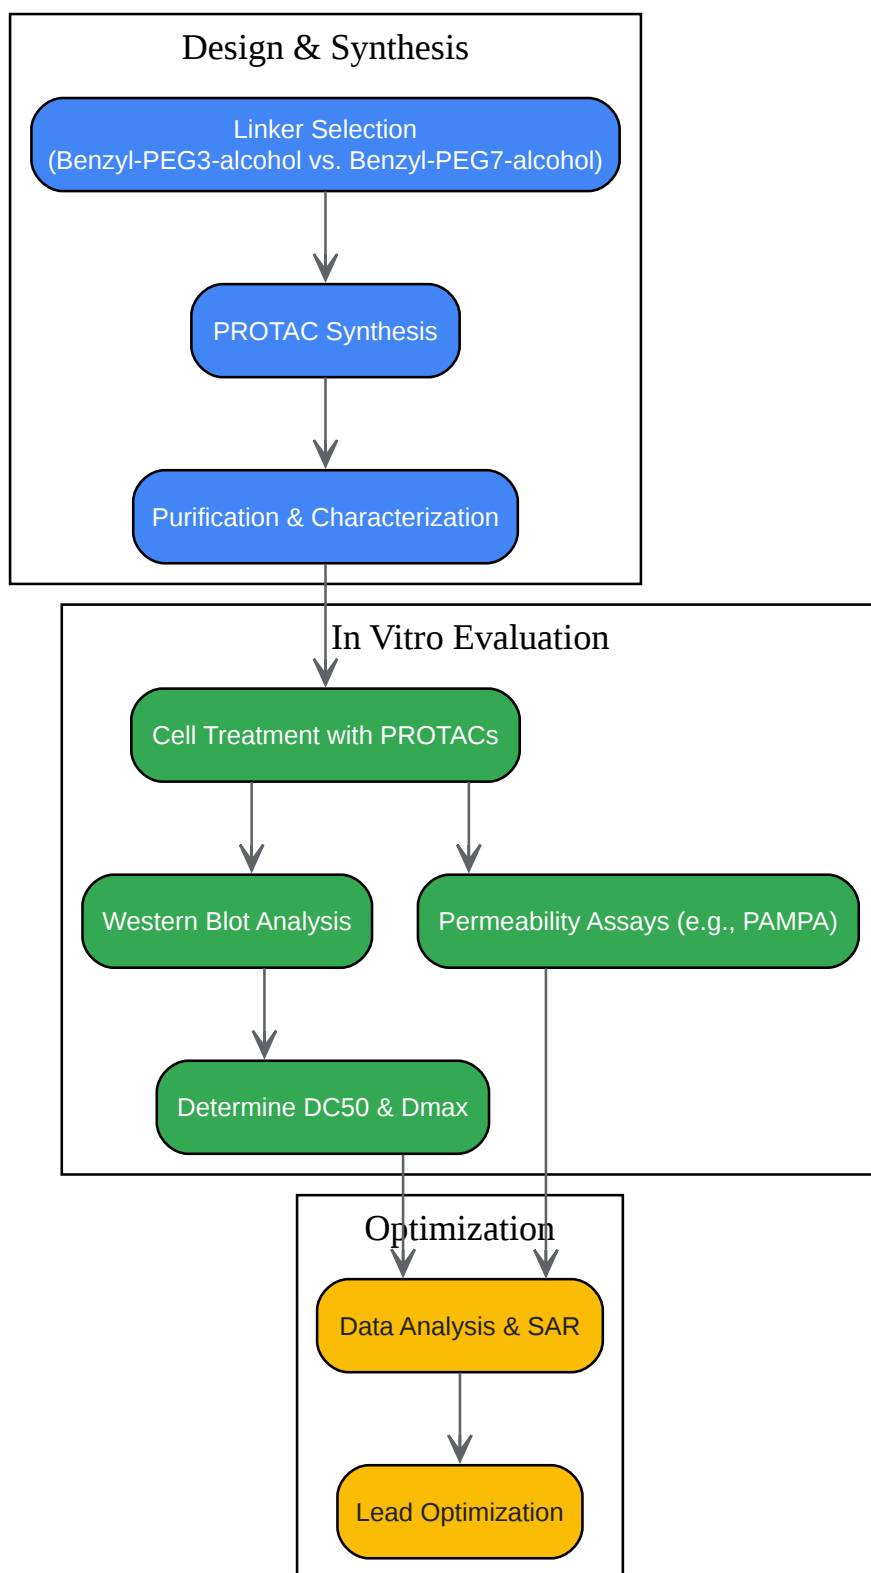 Design & Synthesis
Linker Selection
(Benzyl-PEG3-alcohol vs. Benzyl-PEG7-alcohol)
PROTAC Synthesis
Purification & Characterization
In Vitro Evaluation
Cell Treatment with PROTACs
Western Blot Analysis
Permeability Assays (e.g., PAMPA)
Determine DC50 & Dmax
Optimization
Data Analysis & SAR
Lead Optimization